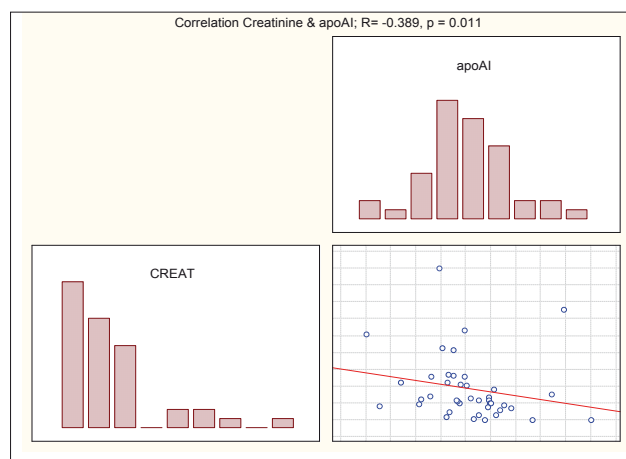 Correlation Creatinine & apoAI; R= -0.389, p = 0.011
apoAI
CREAT